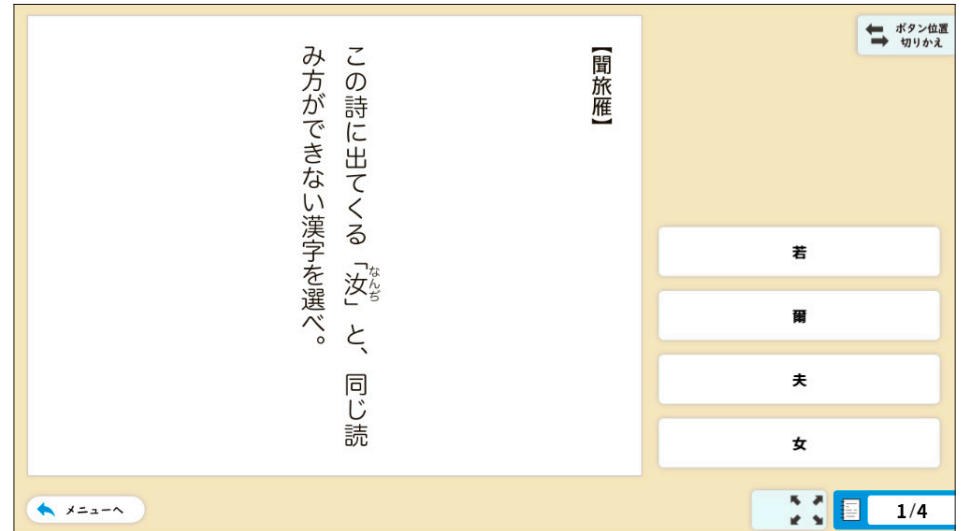 【聞旅雁】
この詩に出てくる「汝」と、同じ読
なんぢ
み方ができない漢字を選べ。
ボタン位置
切りかえ
若
爾
夫
女
メニューへ
1/4